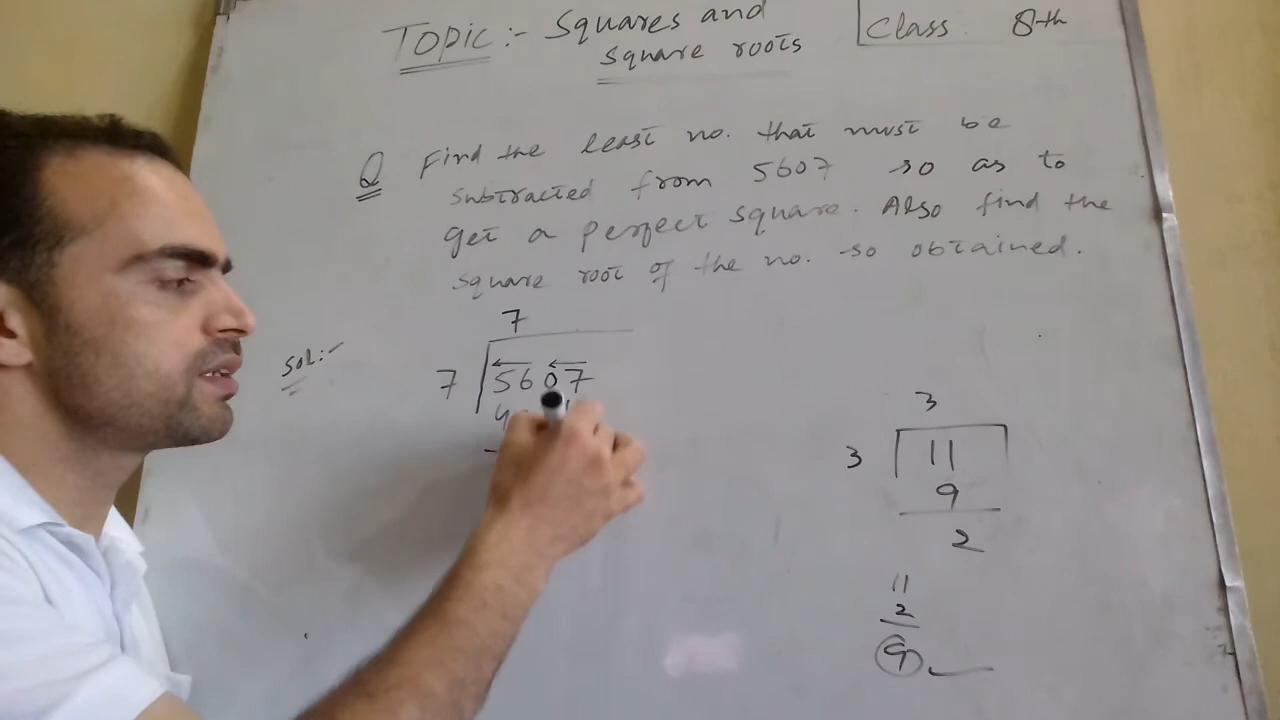 Topic:- Squares and
square roots
Class 8th
Q Find the least no. that must be
subtracted from 5607 so as to
get a perfect square. Also find the
square root of the no. so obtained.
Sol:-
7
7 5607
3
3 11
9
2
11
2
9